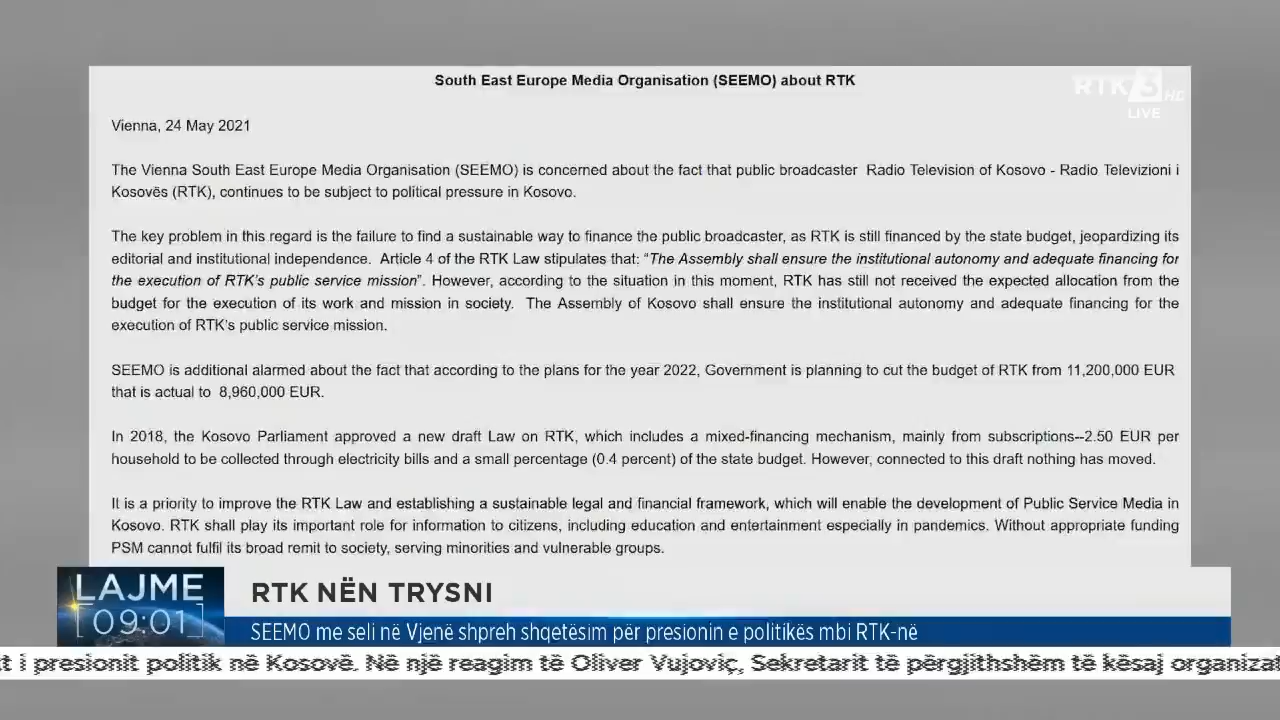 South East Europe Media Organisation (SEEMO) about RTK
RTK 3 HD
LIVE
Vienna, 24 May 2021
The Vienna South East Europe Media Organisation (SEEMO) is concerned about the fact that public broadcaster Radio Television of Kosovo - Radio Televizioni i
Kosovës (RTK), continues to be subject to political pressure in Kosovo.
The key problem in this regard is the failure to find a sustainable way to finance the public broadcaster, as RTK is still financed by the state budget, jeopardizing its
editorial and institutional independence. Article 4 of the RTK Law stipulates that: “The Assembly shall ensure the institutional autonomy and adequate financing for
the execution of RTK's public service mission”. However, according to the situation in this moment, RTK has still not received the expected allocation from the
budget for the execution of its work and mission in society. The Assembly of Kosovo shall ensure the institutional autonomy and adequate financing for the
execution of RTK's public service mission.
SEEMO is additional alarmed about the fact that according to the plans for the year 2022, Government is planning to cut the budget of RTK from 11,200,000 EUR
that is actual to 8,960,000 EUR.
In 2018, the Kosovo Parliament approved a new draft Law on RTK, which includes a mixed-financing mechanism, mainly from subscriptions--2.50 EUR per
household to be collected through electricity bills and a small percentage (0.4 percent) of the state budget. However, connected to this draft nothing has moved.
It is a priority to improve the RTK Law and establishing a sustainable legal and financial framework, which will enable the development of Public Service Media in
Kosovo. RTK shall play its important role for information to citizens, including education and entertainment especially in pandemics. Without appropriate funding
PSM cannot fulfil its broad remit to society, serving minorities and vulnerable groups.
LAJME
[09:01]
RTK NËN TRYSNI
SEEMO me seli në Vjenë shpreh shqetësim për presionin e politikës mbi RTK-në
i presionit politik në Kosovë. Në një reagim të Oliver Vujoviç, Sekretarit të përgjithshëm të kësaj organizat